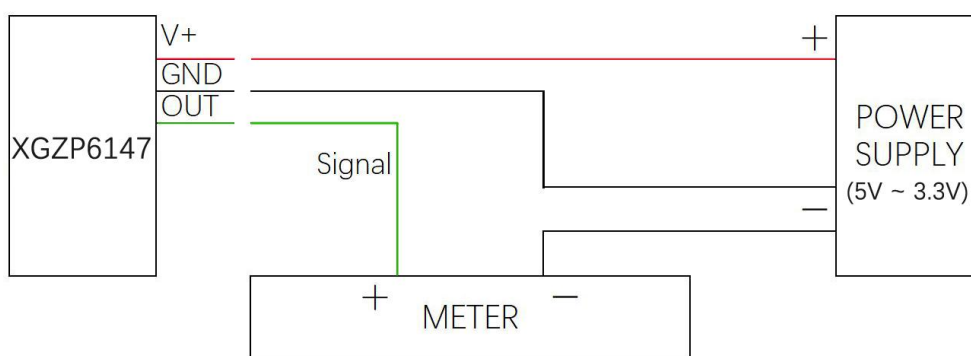 V+
+
GND
OUT
XGZP6147
POWER
SUPPLY
(5V ~ 3.3V)
Signal
—
+
—
METER